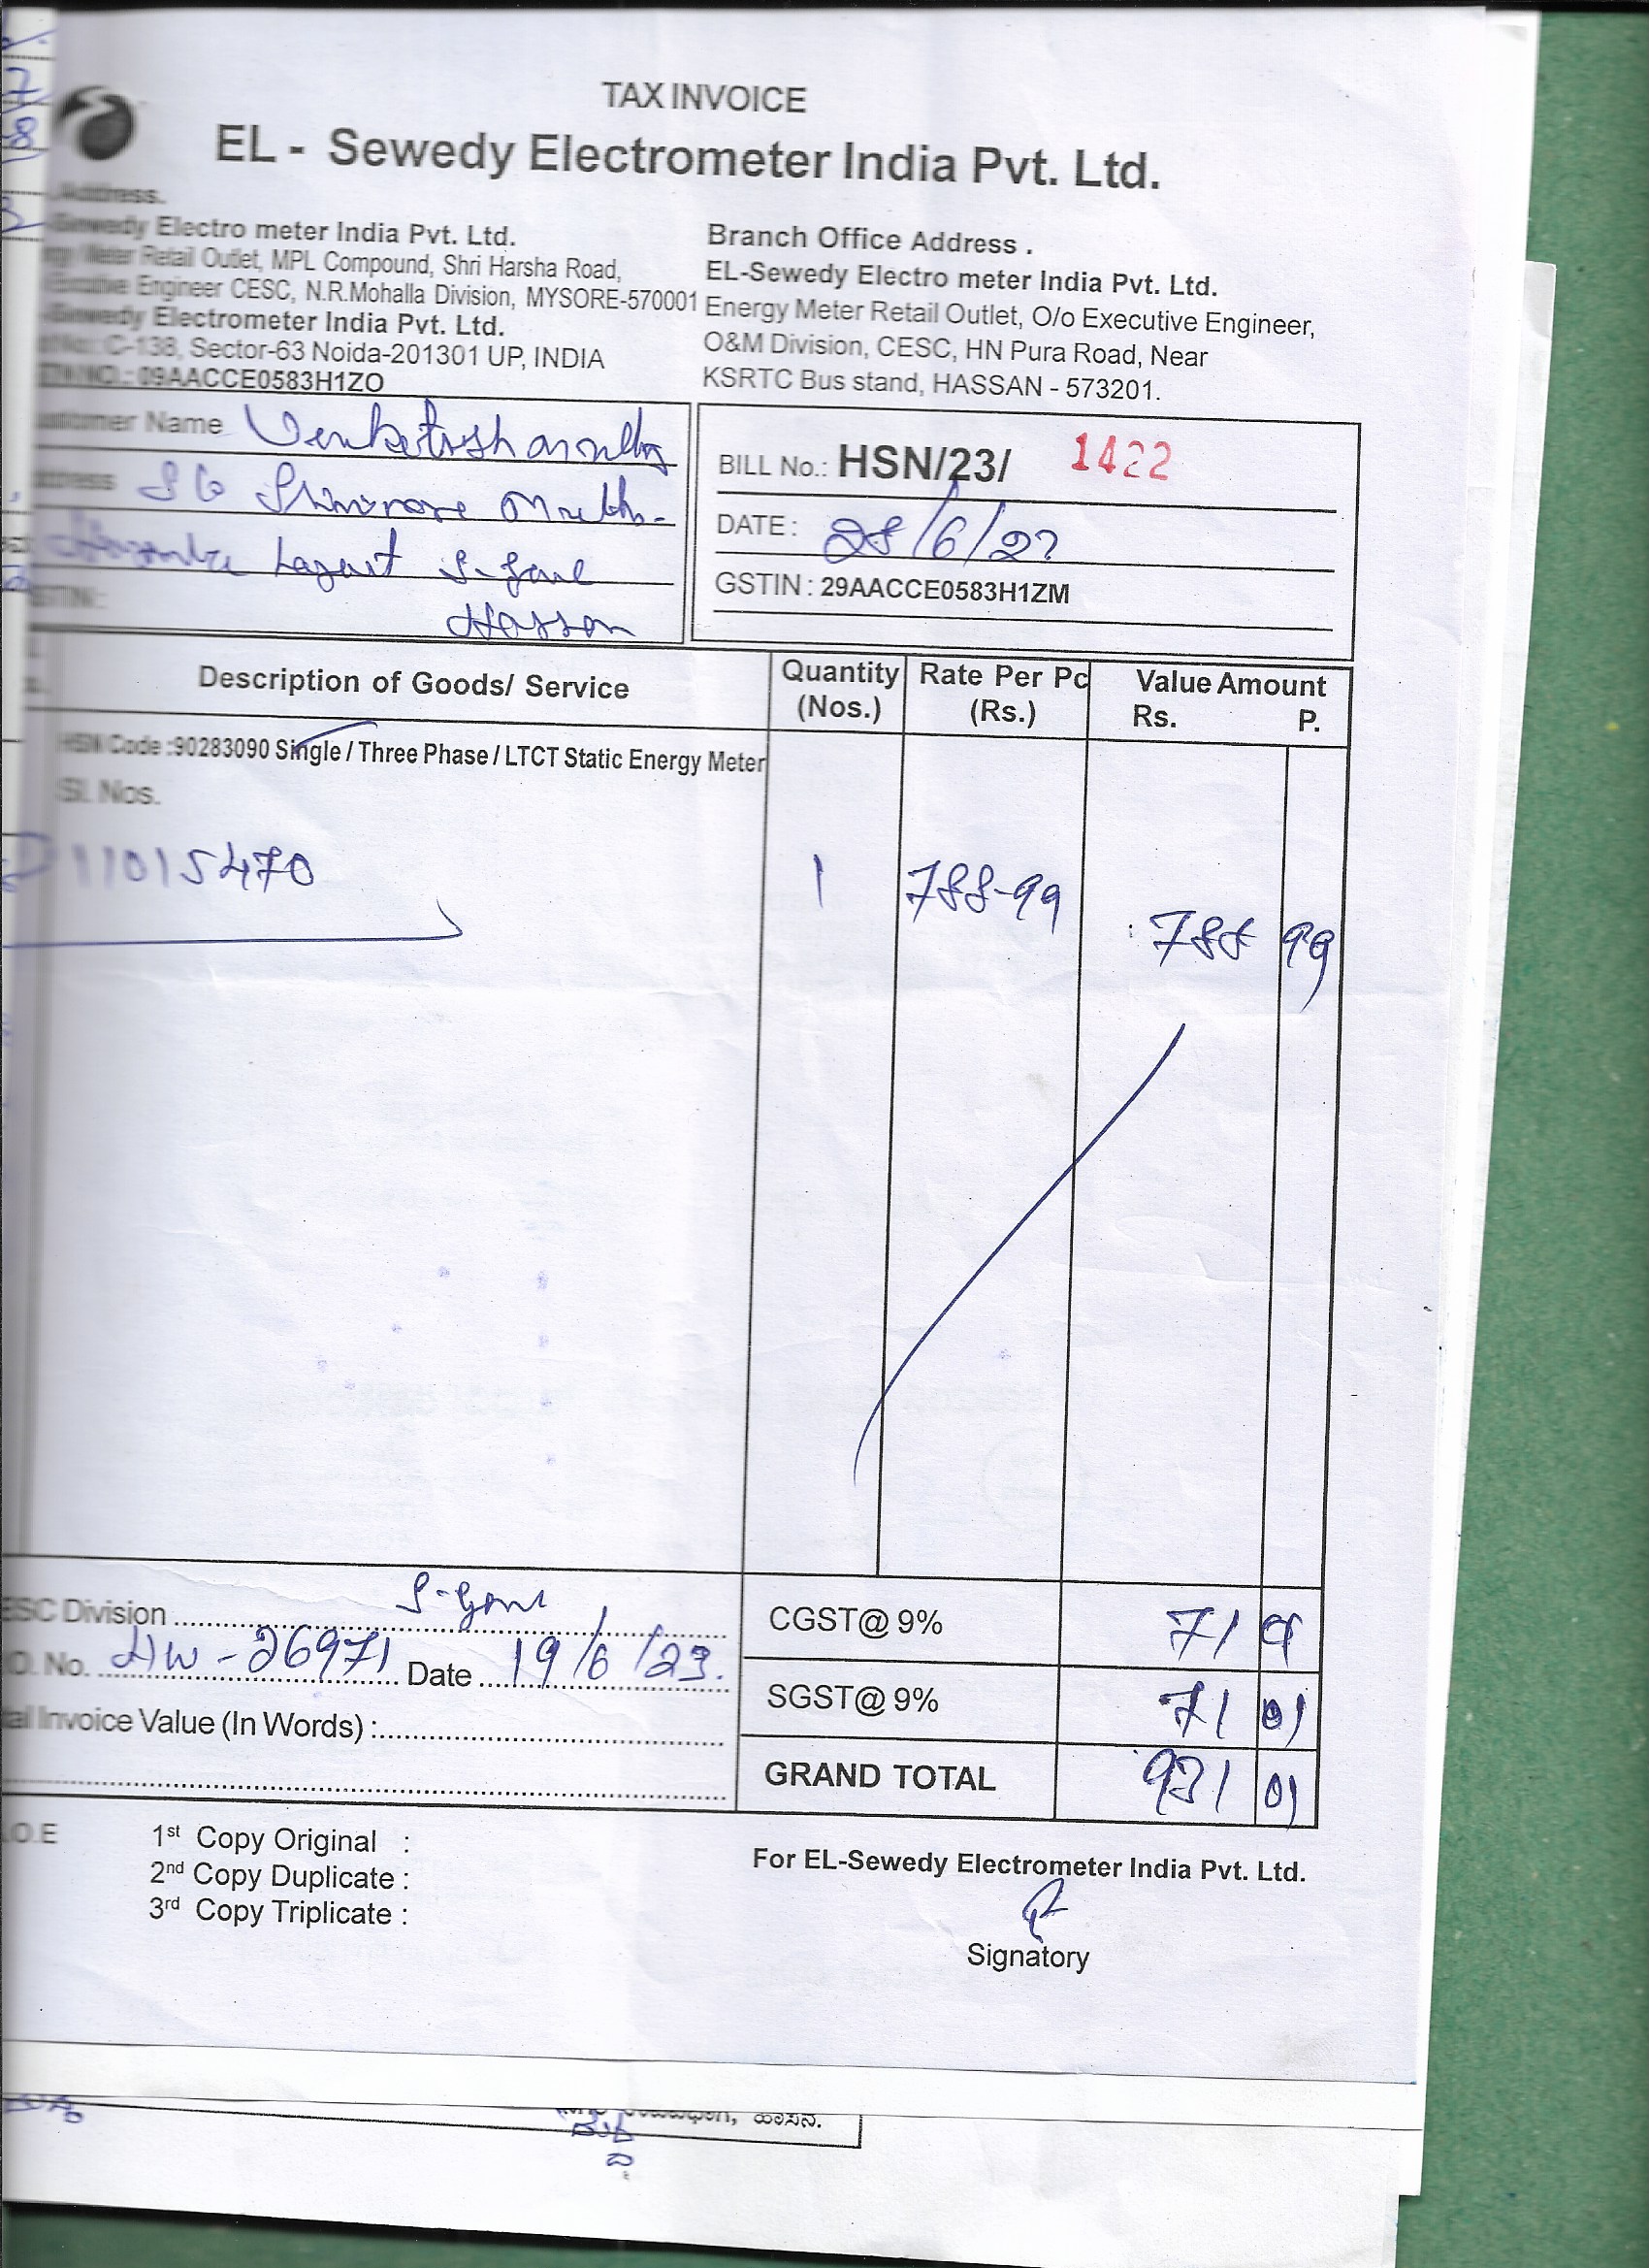 TAX INVOICE
EL - Sewedy Electrometer India Pvt. Ltd.
Address.
Sewedy Electro meter India Pvt. Ltd.
Meter Retail Outlet, MPL Compound, Shri Harsha Road,
Engineer CESC, N.R.Mohalla Division, MYSORE-570001
Sewedy Electrometer India Pvt. Ltd.
C-138, Sector-63 Noida-201301 UP, INDIA
09AACCE0583H1ZO
Branch Office Address .
EL-Sewedy Electro meter India Pvt. Ltd.
Energy Meter Retail Outlet, O/o Executive Engineer,
O&M Division, CESC, HN Pura Road, Near
KSRTC Bus stand, HASSAN - 573201.
Customer Name
Layout
Hassan
BILL No.: HSN/23/ 1422
DATE : 28/6/23
GSTIN : 29AACCE0583H1ZM
Description of Goods/ Service
Quantity (Nos.)
Rate Per Pc (Rs.)
Value Amount
Rs. P.
HSN Code :90283090 Single / Three Phase / LTCT Static Energy Meter
Sl. Nos.
11015470 1 788-99 788 99
Division
No. HW-26971 Date 19/6/23.
Invoice Value (In Words) :
CGST@ 9% 71
SGST@ 9% 71 01
GRAND TOTAL 931 01
O.E
1st Copy Original :
2nd Copy Duplicate :
3rd Copy Triplicate :
For EL-Sewedy Electrometer India Pvt. Ltd.
Signatory